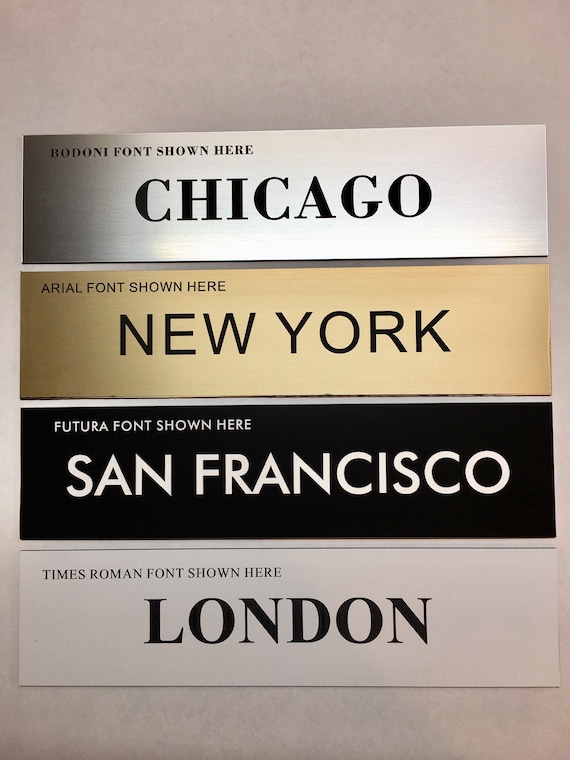 BODONI FONT SHOWN HERE
CHICAGO
ARIAL FONT SHOWN HERE
NEW YORK
FUTURA FONT SHOWN HERE
SAN FRANCISCO
TIMES ROMAN FONT SHOWN HERE
LONDON